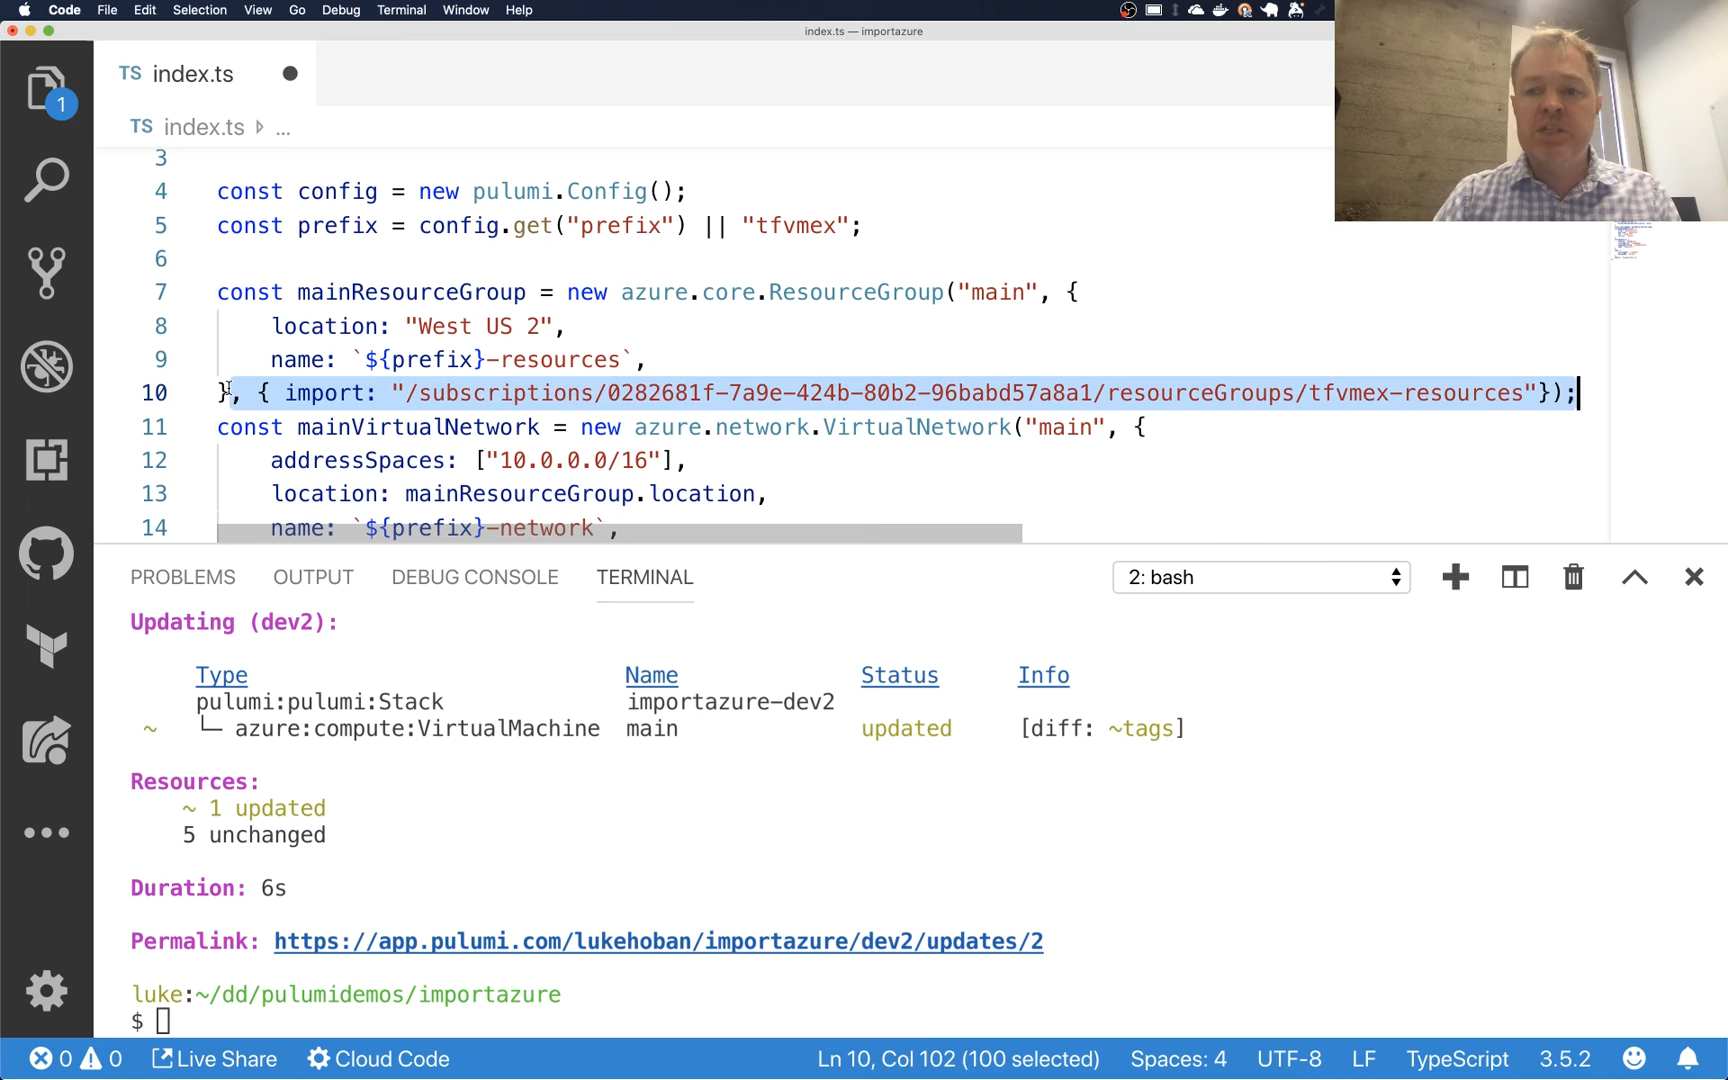 Code File Edit Selection View Go Debug Terminal Window Help
index.ts — importazure
TS index.ts
1
TS index.ts ...
3
4 const config = new pulumi.Config();
5 const prefix = config.get("prefix") || "tfvmex";
6
7 const mainResourceGroup = new azure.core.ResourceGroup("main", {
8 location: "West US 2",
9 name: `${prefix}-resources`,
10 }, { import: "/subscriptions/0282681f-7a9e-424b-80b2-96babd57a8a1/resourceGroups/tfvmex-resources"});
11 const mainVirtualNetwork = new azure.network.VirtualNetwork("main", {
12 addressSpaces: ["10.0.0.0/16"],
13 location: mainResourceGroup.location,
14 name: `${prefix}-network`,
PROBLEMS OUTPUT DEBUG CONSOLE TERMINAL 2: bash
Updating (dev2):
Type Name Status Info
pulumi:pulumi:Stack importazure-dev2
~ └─ azure:compute:VirtualMachine main updated [diff: ~tags]
Resources:
~ 1 updated
5 unchanged
Duration: 6s
Permalink: https://app.pulumi.com/lukehoban/importazure/dev2/updates/2
luke:~/dd/pulumidemos/importazure
$
0 0 Live Share Cloud Code Ln 10, Col 102 (100 selected) Spaces: 4 UTF-8 LF TypeScript 3.5.2